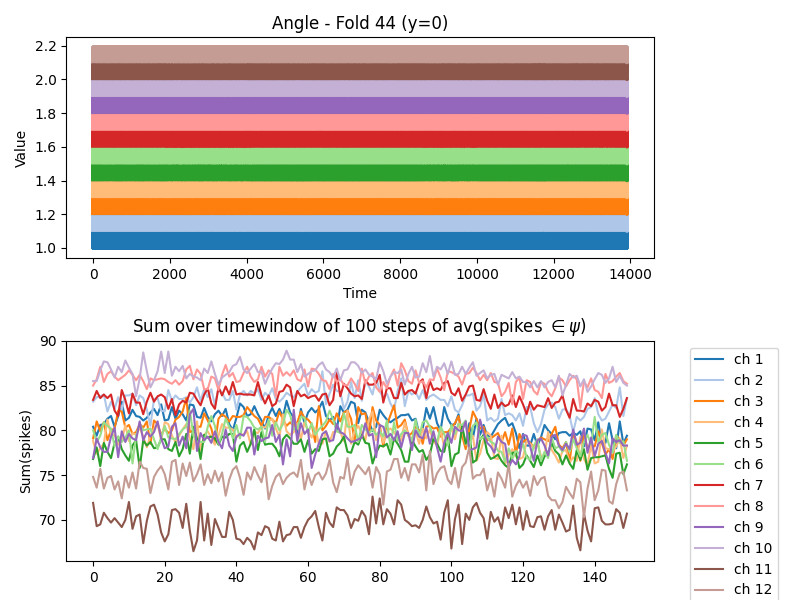 Angle - Fold 44 (y=0)
2.2
2.0
1.8
1.6
1.4
1.2
1.0
Value
0 2000 4000 6000 8000 10000 12000 14000
Time
Sum over timewindow of 100 steps of avg(spikes ∈ ψ)
90
85
80
75
70
Sum(spikes)
0 20 40 60 80 100 120 140
ch 1
ch 2
ch 3
ch 4
ch 5
ch 6
ch 7
ch 8
ch 9
ch 10
ch 11
ch 12